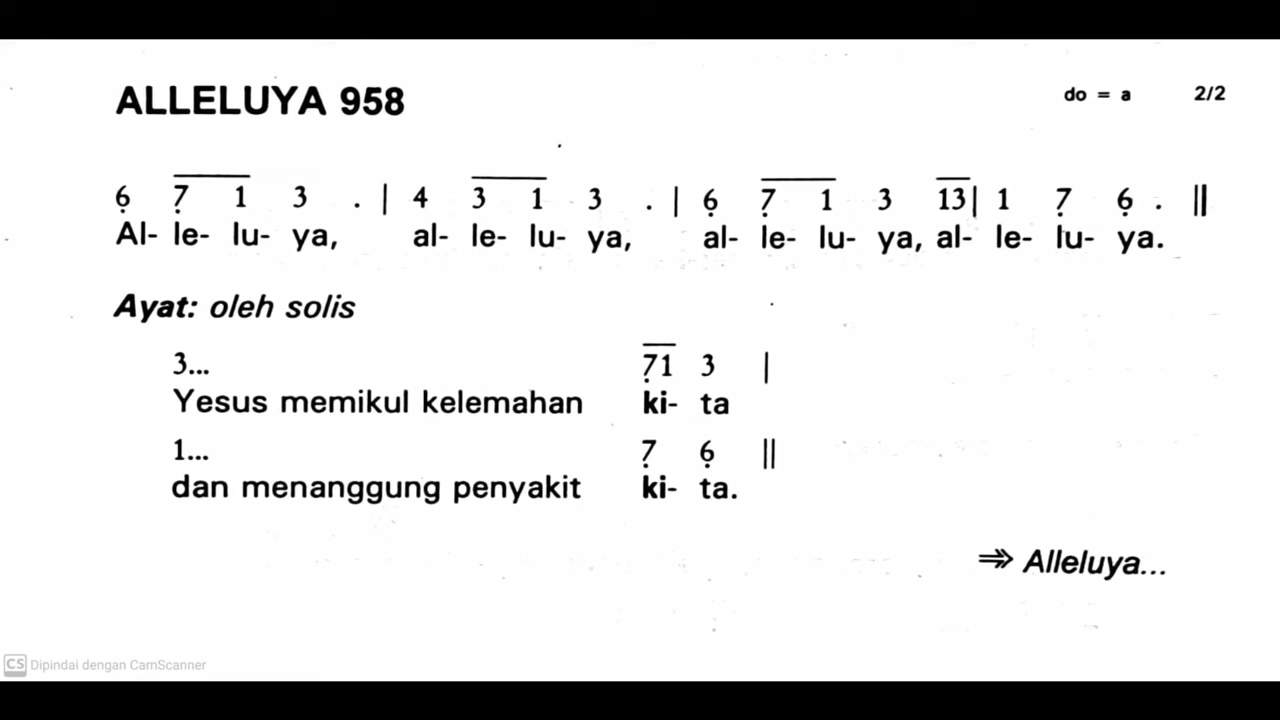 ALLELUYA 958 do = a 2/2
6̣ 7̣ 1 3 . | 4 3 1 3 . | 6̣ 7̣ 1 3 13 | 1 7̣ 6̣ . ||
Al- le- lu- ya, al- le- lu- ya, al- le- lu- ya, al- le- lu- ya.
Ayat: oleh solis
3... 7̣1 3 |
Yesus memikul kelemahan ki- ta
1... 7̣ 6̣ ||
dan menanggung penyakit ki- ta.
⇒ Alleluya...
CS Dipindai dengan CamScanner